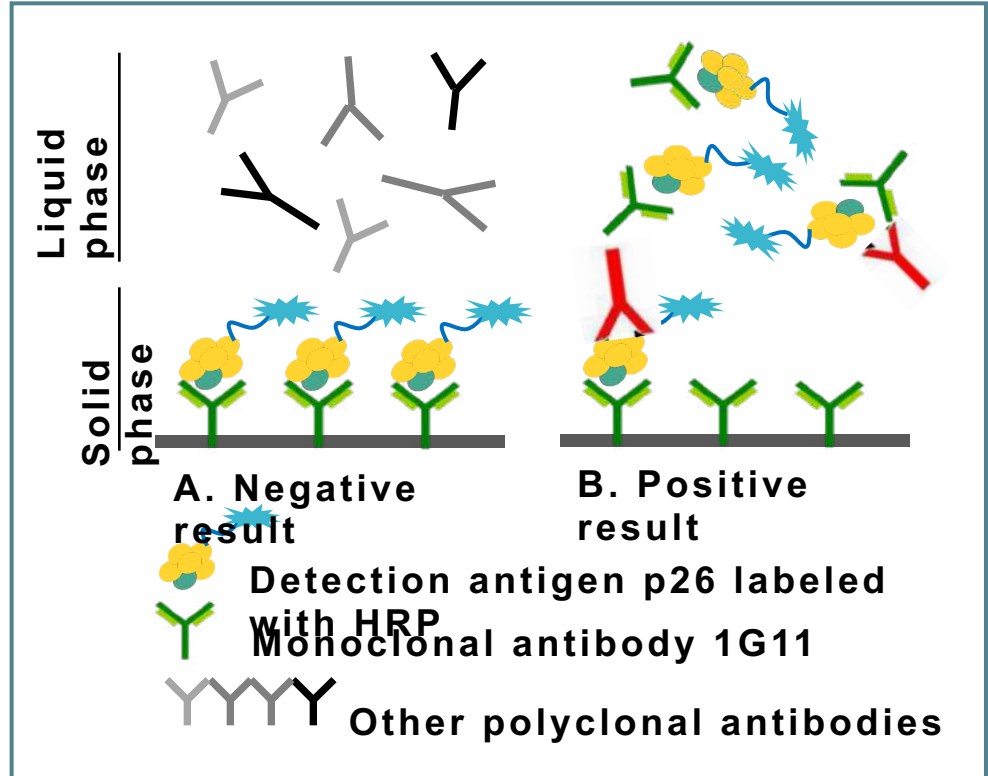 Liquid
phase
Solid
phase
A. Negative
result
B. Positive
result
Detection antigen p26 labeled
with HRP
Monoclonal antibody 1G11
Other polyclonal antibodies